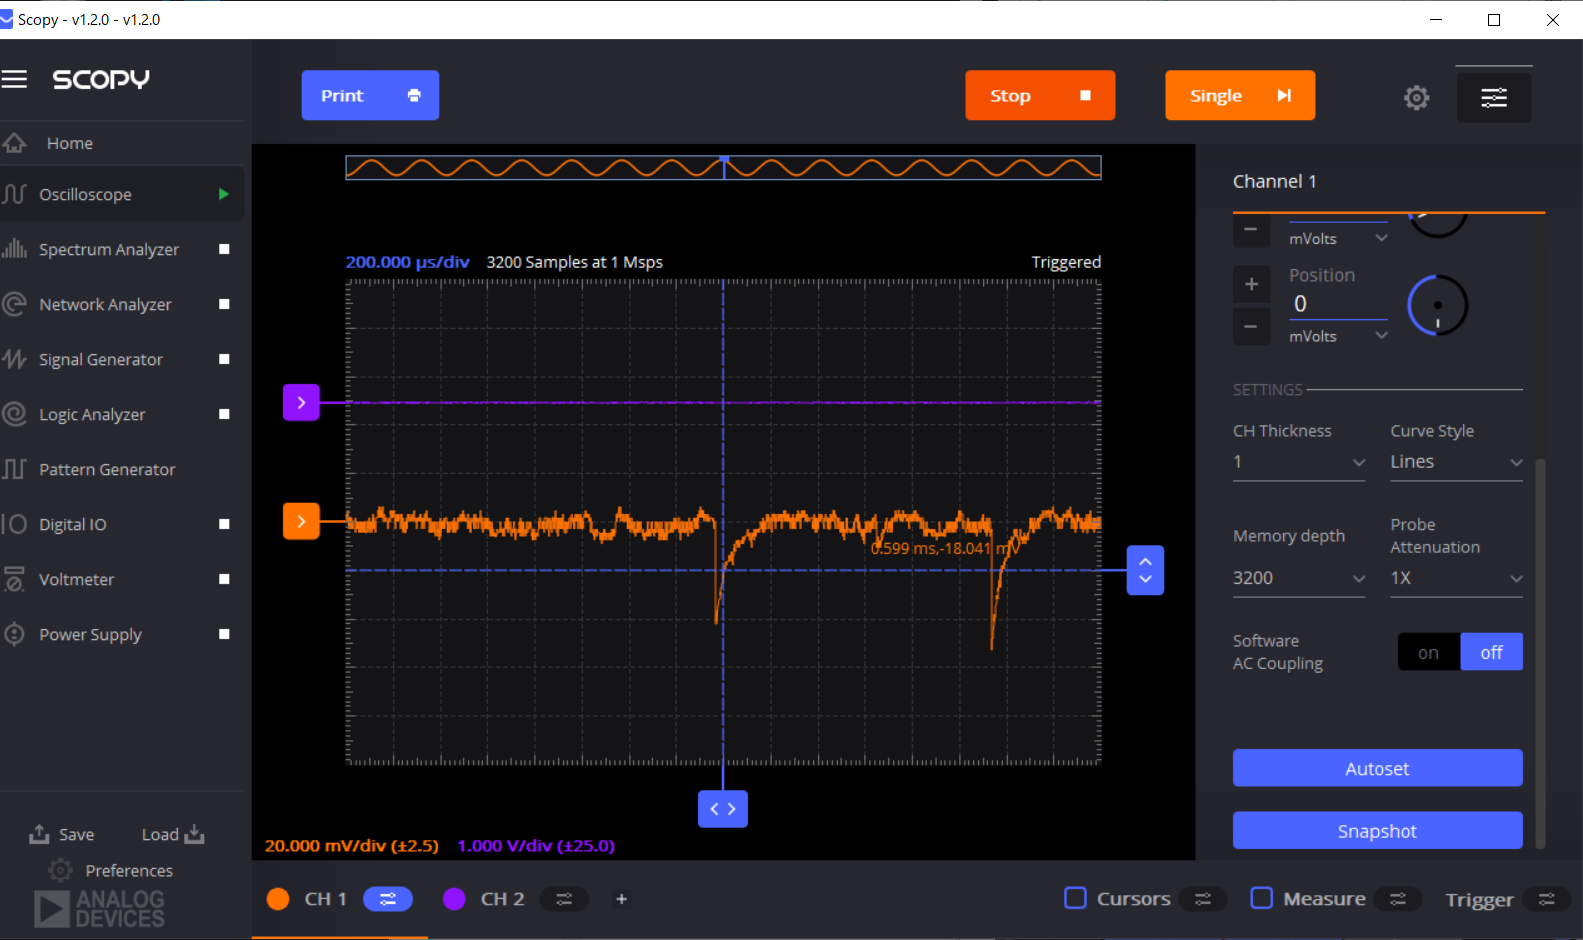 Scopy - v1.2.0 - v1.2.0
SCOPY
Print
Stop
Single
Home
Oscilloscope
Spectrum Analyzer
Network Analyzer
Signal Generator
Logic Analyzer
Pattern Generator
Digital IO
Voltmeter
Power Supply
Save
Load
Preferences
ANALOG
DEVICES
200.000 µs/div
3200 Samples at 1 Msps
Triggered
0.599 ms,-18.041 mV
20.000 mV/div (±2.5)
1.000 V/div (±25.0)
Channel 1
mVolts
Position
0
mVolts
SETTINGS
CH Thickness
Curve Style
1
Lines
Memory depth
Probe
Attenuation
3200
1X
Software
AC Coupling
on
off
Autoset
Snapshot
CH 1
CH 2
+
Cursors
Measure
Trigger